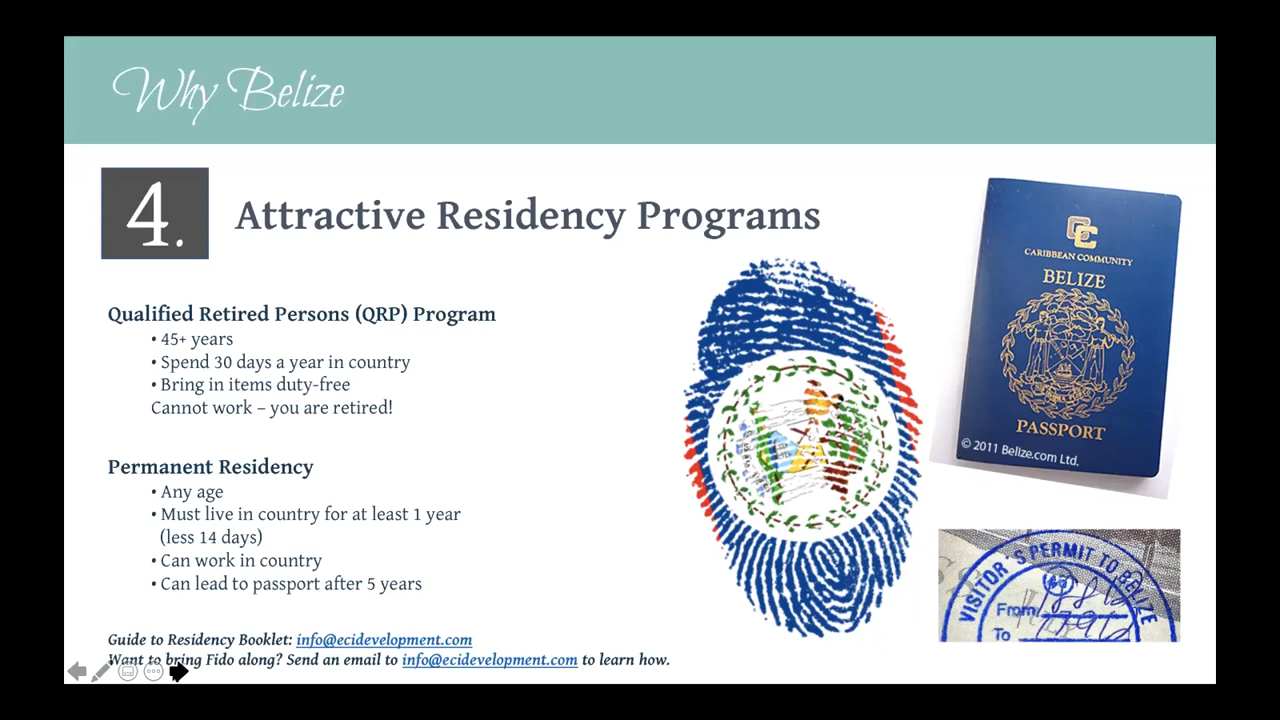 Why Belize
4.
Attractive Residency Programs
Qualified Retired Persons (QRP) Program
• 45+ years
• Spend 30 days a year in country
• Bring in items duty-free
Cannot work – you are retired!
Permanent Residency
• Any age
• Must live in country for at least 1 year
(less 14 days)
• Can work in country
• Can lead to passport after 5 years
Guide to Residency Booklet: info@ecidevelopment.com
Want to bring Fido along? Send an email to info@ecidevelopment.com to learn how.
CARIBBEAN COMMUNITY
BELIZE
PASSPORT
© 2011 Belize.com Ltd.
VISITOR'S PERMIT TO BELIZE
From
To